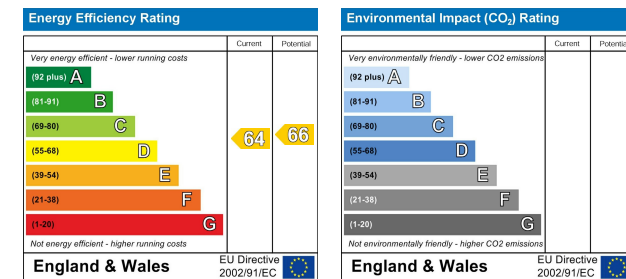 Energy Efficiency Rating
Current Potential
Very energy efficient - lower running costs
(92 plus) A
(81-91) B
(69-80) C
(55-68) D
(39-54) E
(21-38) F
(1-20) G
64 66
Not energy efficient - higher running costs
England & Wales
EU Directive
2002/91/EC
Environmental Impact (CO₂) Rating
Current Potential
Very environmentally friendly - lower CO2 emissions
(92 plus) A
(81-91) B
(69-80) C
(55-68) D
(39-54) E
(21-38) F
(1-20) G
Not environmentally friendly - higher CO2 emissions
England & Wales
EU Directive
2002/91/EC